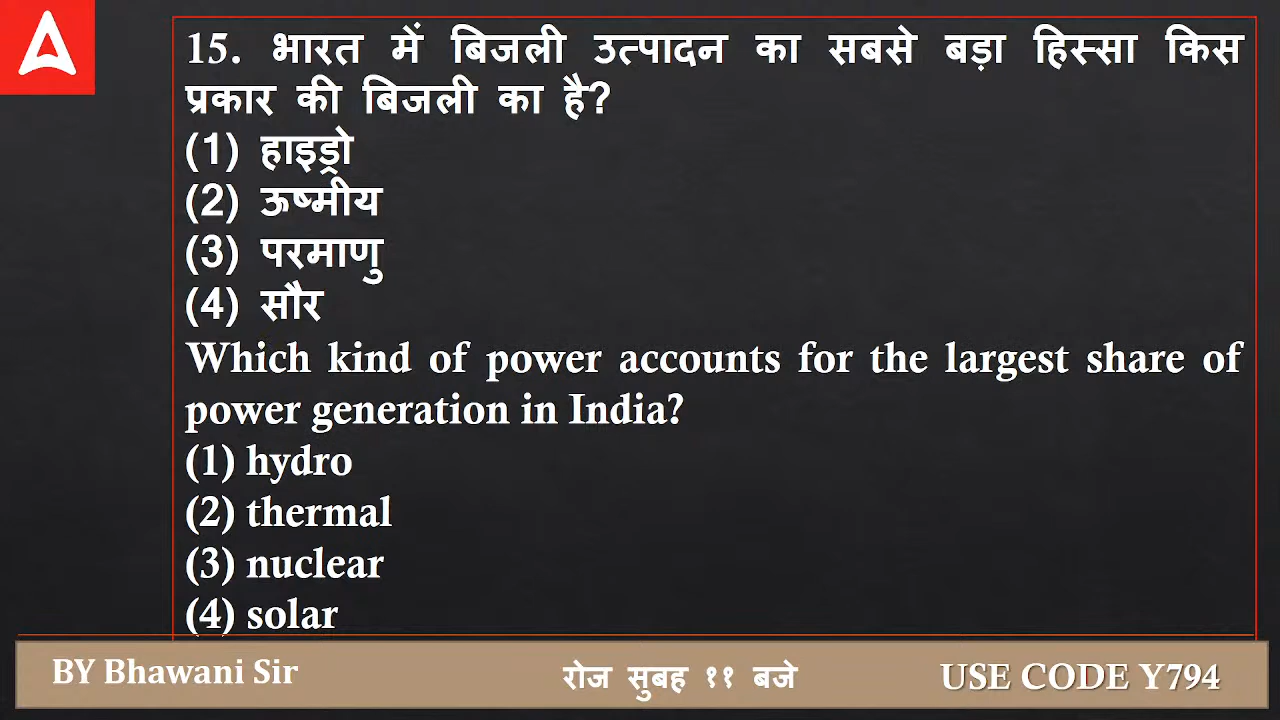 15. भारत में बिजली उत्पादन का सबसे बड़ा हिस्सा किस
प्रकार की बिजली का है?
(1) हाइड्रो
(2) ऊष्मीय
(3) परमाणु
(4) सौर
Which kind of power accounts for the largest share of
power generation in India?
(1) hydro
(2) thermal
(3) nuclear
(4) solar
BY Bhawani Sir रोज सुबह ११ बजे USE CODE Y794